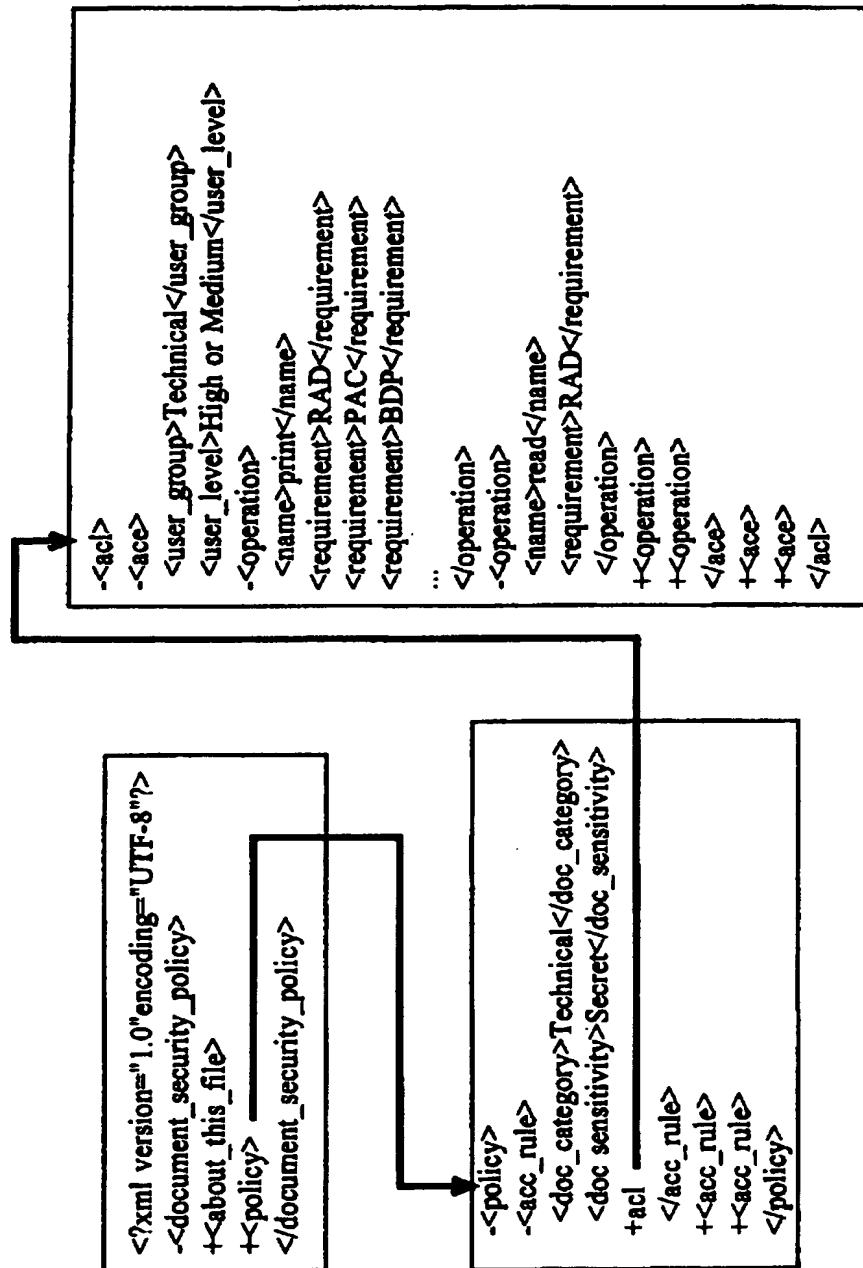 <?xml version="1.0"encoding="UTF-8"?>
-<document_security_policy>
+<about_this_file>
+<policy>
</document_security_policy>
-<policy>
-<acc_rule>
<doc_category>Technical</doc_category>
<doc sensitivity>Secret</doc_sensitivity>
+acl
</acc_rule>
+<acc_rule>
+<acc_rule>
</policy>
-<acl>
-<ace>
<user_group>Technical</user_group>
<user_level>High or Medium</user_level>
-<operation>
<name>print</name>
<requirement>RAD</requirement>
<requirement>PAC</requirement>
<requirement>BDP</requirement>
...
</operation>
-<operation>
<name>read</name>
<requirement>RAD</requirement>
</operation>
+<operation>
+<operation>
</ace>
+<ace>
+<ace>
</acl>